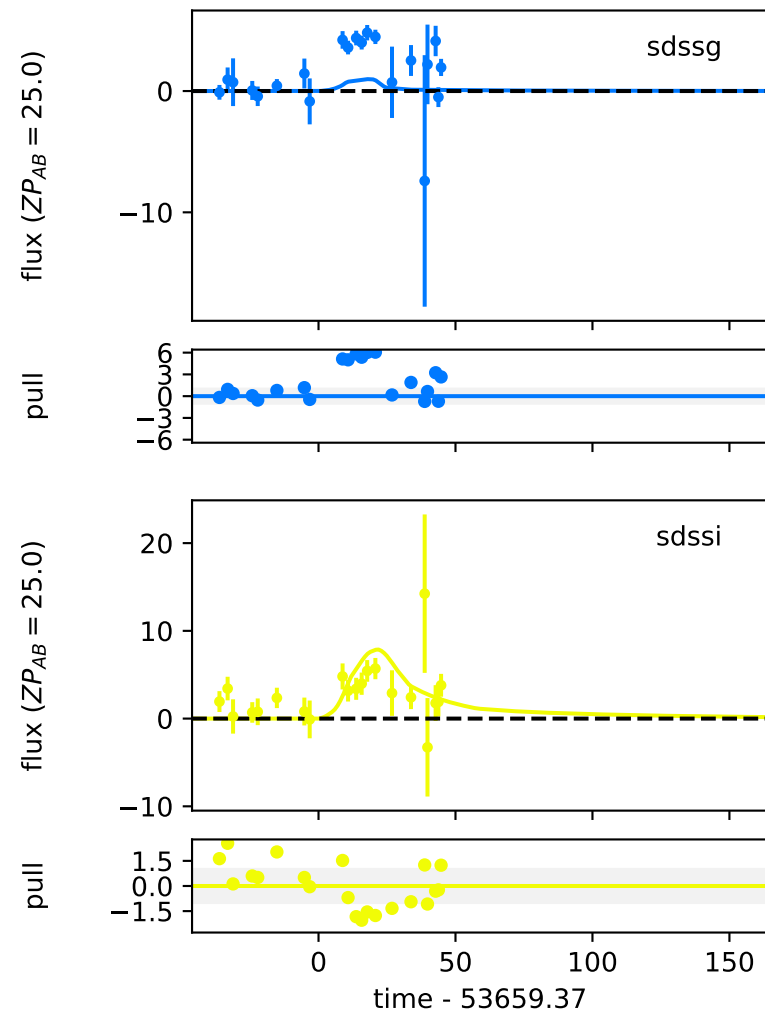 flux (ZP_AB = 25.0)
sdssg
0
−10
pull
6
3
0
−3
−6
flux (ZP_AB = 25.0)
sdssi
20
10
0
−10
pull
1.5
0.0
−1.5
0 50 100 150
time - 53659.37